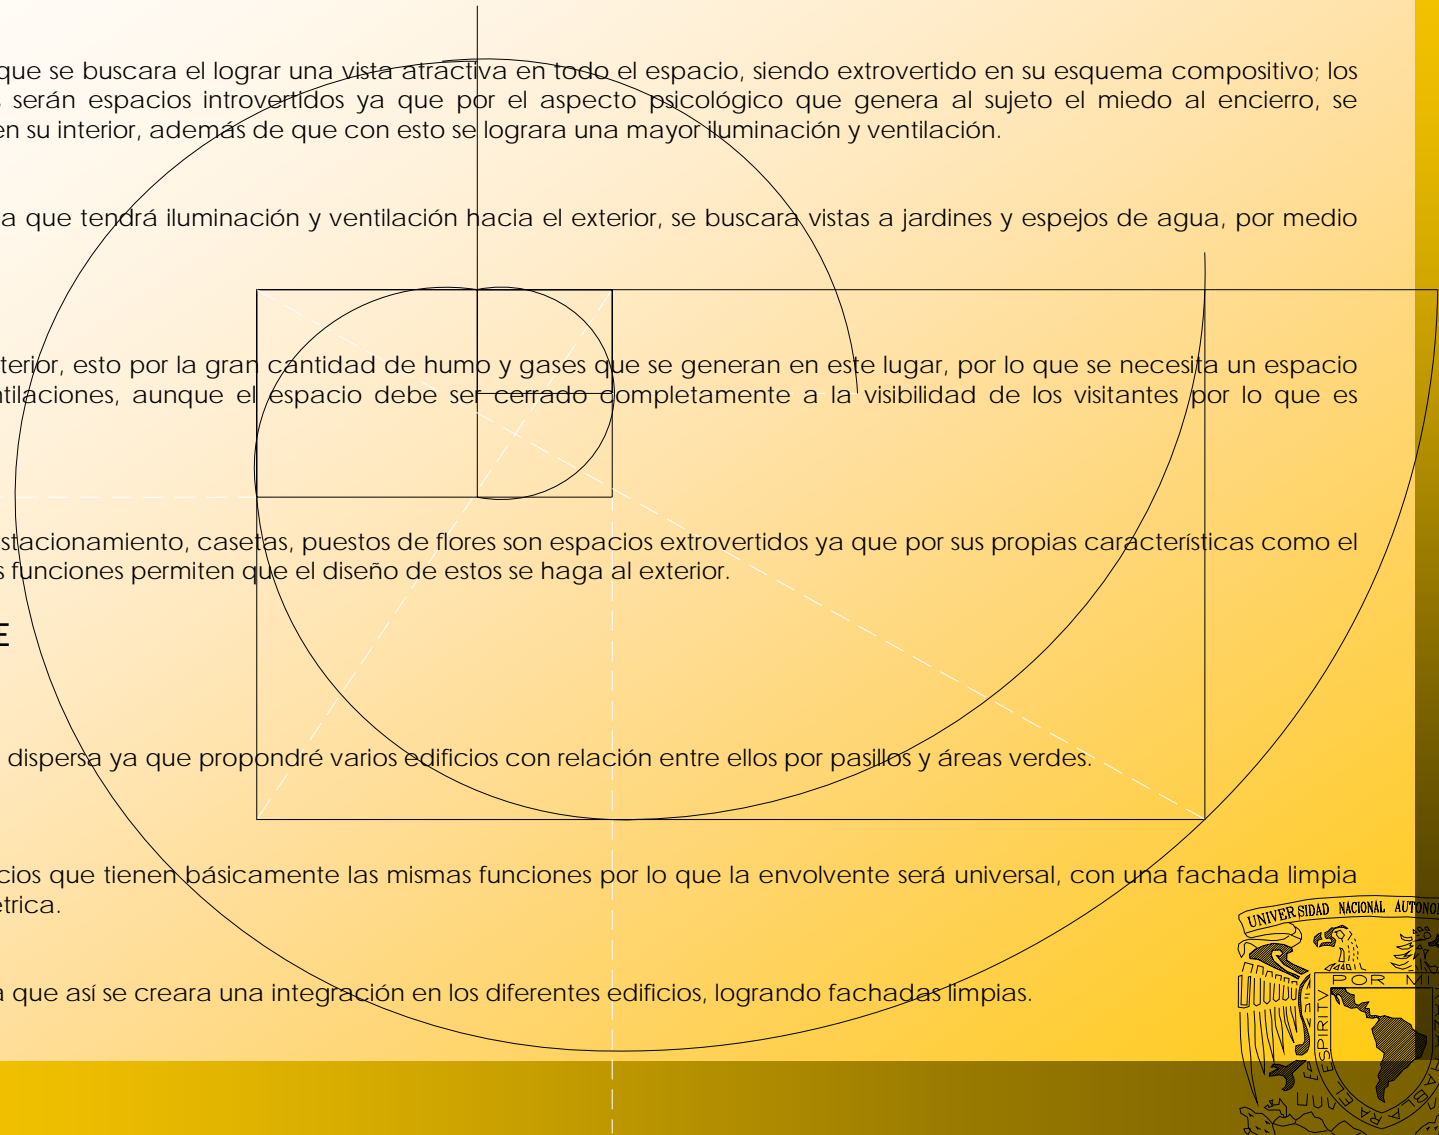 que se buscara el lograr una vista atractiva en todo el espacio, siendo extrovertido en su esquema compositivo; los
serán espacios introvertidos ya que por el aspecto psicológico que genera al sujeto el miedo al encierro, se
en su interior, además de que con esto se lograra una mayor iluminación y ventilación.
a que tendrá iluminación y ventilación hacia el exterior, se buscara vistas a jardines y espejos de agua, por medio
terior, esto por la gran cantidad de humo y gases que se generan en este lugar, por lo que se necesita un espacio
ntilaciones, aunque el espacio debe ser cerrado completamente a la visibilidad de los visitantes por lo que es
stacionamiento, casetas, puestos de flores son espacios extrovertidos ya que por sus propias características como el
s funciones permiten que el diseño de estos se haga al exterior.
E
dispersa ya que propondré varios edificios con relación entre ellos por pasillos y áreas verdes.
cios que tienen básicamente las mismas funciones por lo que la envolvente será universal, con una fachada limpia
étrica.
a que así se creara una integración en los diferentes edificios, logrando fachadas limpias.
UNIVERSIDAD NACIONAL AUTONO
POR MI
HABLARA EL ESPIRITV